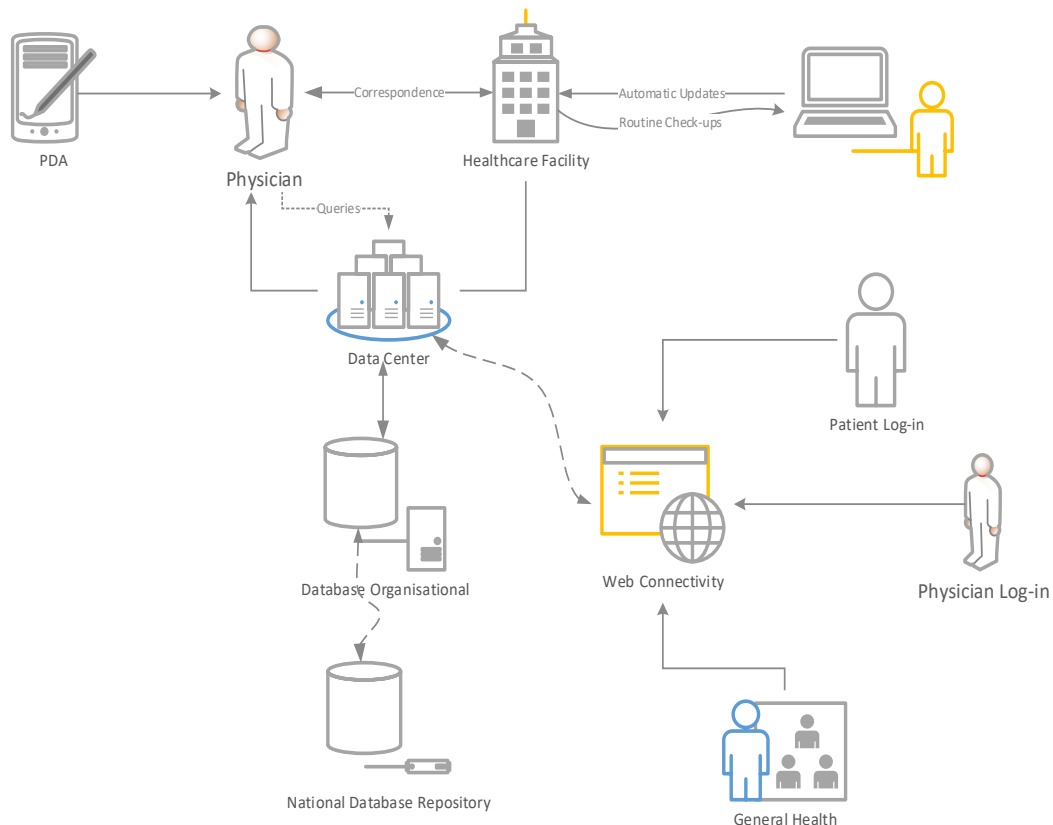 Correspondence
Automatic Updates
Routine Check-ups
PDA
Healthcare Facility
Physician
Queries
Data Center
Patient Log-in
Web Connectivity
Database Organisational
Physician Log-in
National Database Repository
General Health